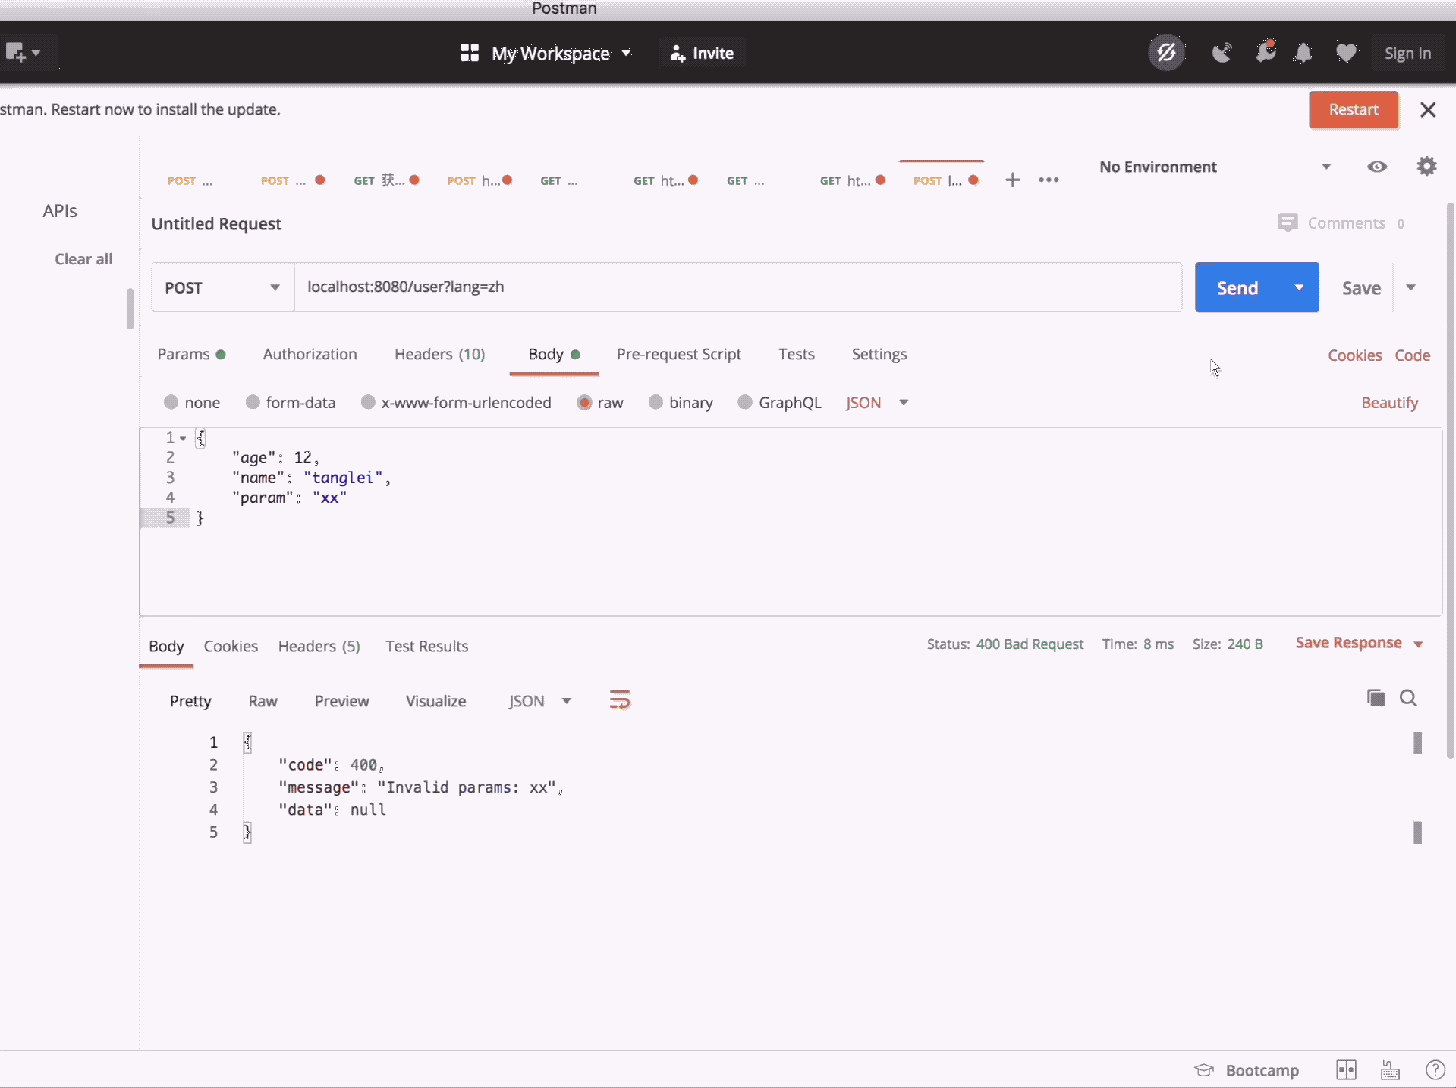 Postman
My Workspace Invite Sign In
stman. Restart now to install the update. Restart
POST ... POST ... GET 获... POST h... GET ... GET ht... GET ... GET ht... POST l... No Environment
APIs
Untitled Request Comments 0
Clear all
POST localhost:8080/user?lang=zh Send Save
Params Authorization Headers (10) Body Pre-request Script Tests Settings Cookies Code
none form-data x-www-form-urlencoded raw binary GraphQL JSON Beautify
1 {
2 "age": 12,
3 "name": "tanglei",
4 "param": "xx"
5 }
Body Cookies Headers (5) Test Results Status: 400 Bad Request Time: 8 ms Size: 240 B Save Response
Pretty Raw Preview Visualize JSON
1 {
2 "code": 400,
3 "message": "Invalid params: xx",
4 "data": null
5 }
Bootcamp